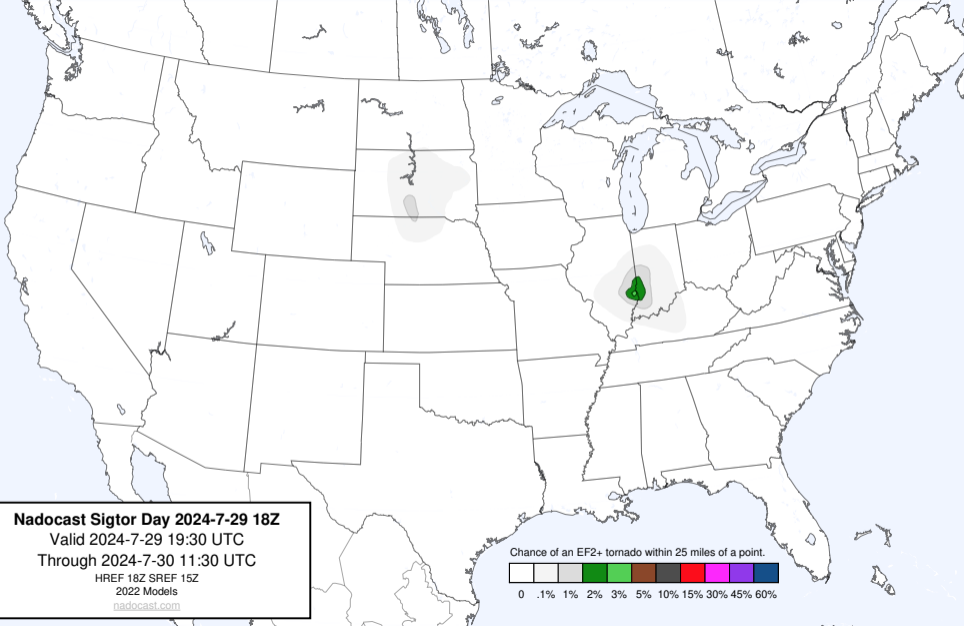 Nadocast Sigtor Day 2024-7-29 18Z
Valid 2024-7-29 19:30 UTC
Through 2024-7-30 11:30 UTC
HREF 18Z SREF 15Z
2022 Models
nadocast.com
Chance of an EF2+ tornado within 25 miles of a point.
0 .1% 1% 2% 3% 5% 10% 15% 30% 45% 60%